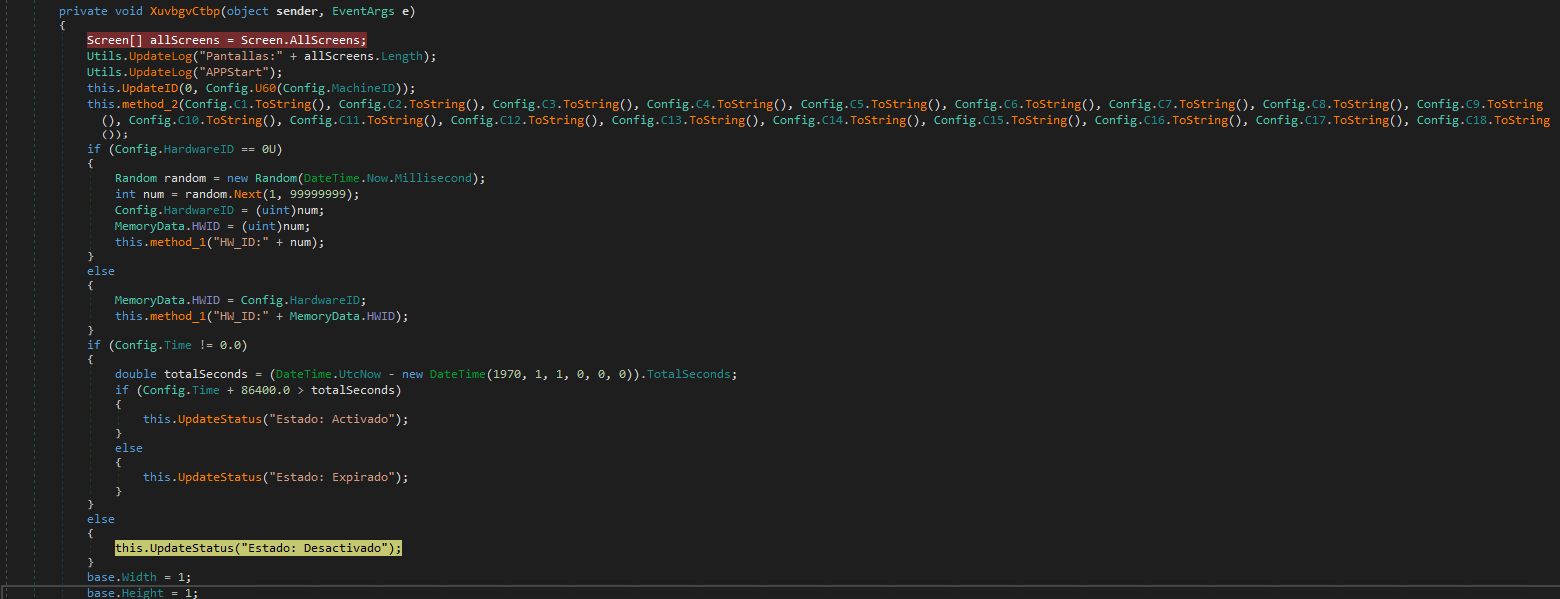 private void XuvbgvCtbp(object sender, EventArgs e)
{
Screen[] allScreens = Screen.AllScreens;
Utils.UpdateLog("Pantallas:" + allScreens.Length);
Utils.UpdateLog("APPStart");
this.UpdateID(0, Config.U60(Config.MachineID));
this.method_2(Config.C1.ToString(), Config.C2.ToString(), Config.C3.ToString(), Config.C4.ToString(), Config.C5.ToString(), Config.C6.ToString(), Config.C7.ToString(), Config.C8.ToString(), Config.C9.ToString
(), Config.C10.ToString(), Config.C11.ToString(), Config.C12.ToString(), Config.C13.ToString(), Config.C14.ToString(), Config.C15.ToString(), Config.C16.ToString(), Config.C17.ToString(), Config.C18.ToString
());
if (Config.HardwareID == 0U)
{
Random random = new Random(DateTime.Now.Millisecond);
int num = random.Next(1, 99999999);
Config.HardwareID = (uint)num;
MemoryData.HWID = (uint)num;
this.method_1("HW_ID:" + num);
}
else
{
MemoryData.HWID = Config.HardwareID;
this.method_1("HW_ID:" + MemoryData.HWID);
}
if (Config.Time != 0.0)
{
double totalSeconds = (DateTime.UtcNow - new DateTime(1970, 1, 1, 0, 0, 0)).TotalSeconds;
if (Config.Time + 86400.0 > totalSeconds)
{
this.UpdateStatus("Estado: Activado");
}
else
{
this.UpdateStatus("Estado: Expirado");
}
}
else
{
this.UpdateStatus("Estado: Desactivado");
}
base.Width = 1;
base.Height = 1;